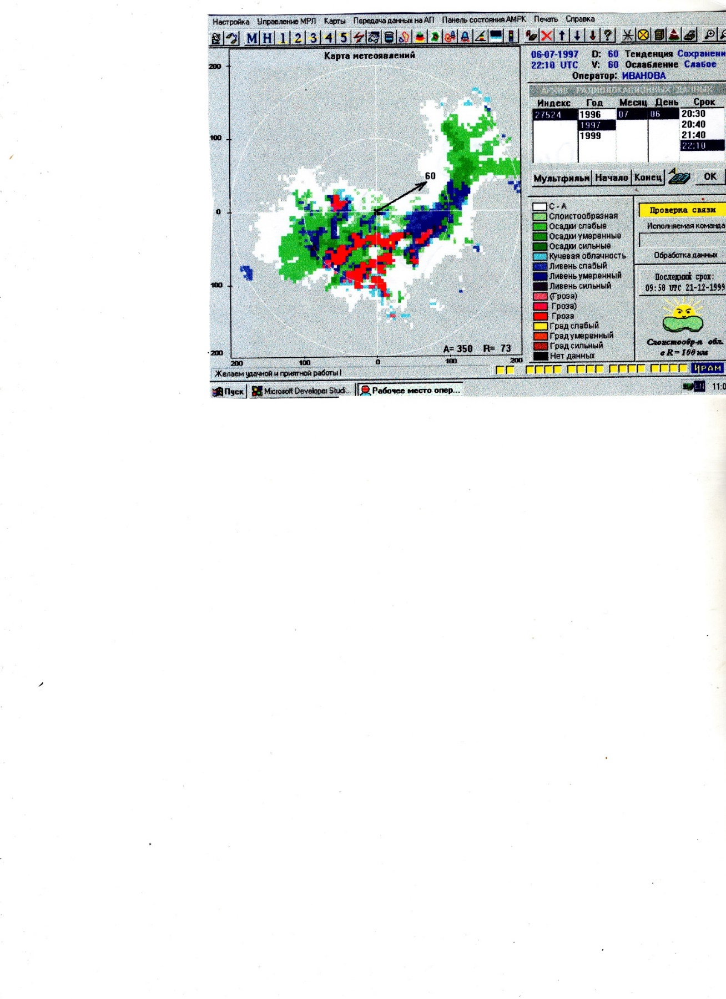 Настройка Управление МРЛ Карты Передача данных на АП Панель состояния АМРК Печать Справка
М Н 1 2 3 4 5 ?
Карта метеоявлений
200
100
0
100
200
200 100 0 100 200
60
A= 350 R= 73
06-07-1997 D: 60 Тенденция Сохранени
22:10 UTC V: 60 Ослабление Слабое
Оператор: ИВАНОВА
АРХИВ РАДИОЛОКАЦИОННЫХ ДАННЫХ
Индекс Год Месяц День Срок
27524 1996 07 06 20:30
1997 20:40
1999 21:40
22:10
Мультфильм Начало Конец OK
С - А
Слоистообразная
Осадки слабые
Осадки умеренные
Осадки сильные
Кучевая облачность
Ливень слабый
Ливень умеренный
Ливень сильный
(Гроза)
Гроза)
Гроза
Град слабый
Град умеренный
Град сильный
Нет данных
Проверка связи
Исполняемая команда
Обработка данных
Последний срок:
09:58 UTC 21-12-1999
Слоистообр-я обл.
в R=100 км
Желаем удачной и приятной работы !
ИРАМ
Пуск Microsoft Developer Studi... Рабочее место опер... EN 11:0